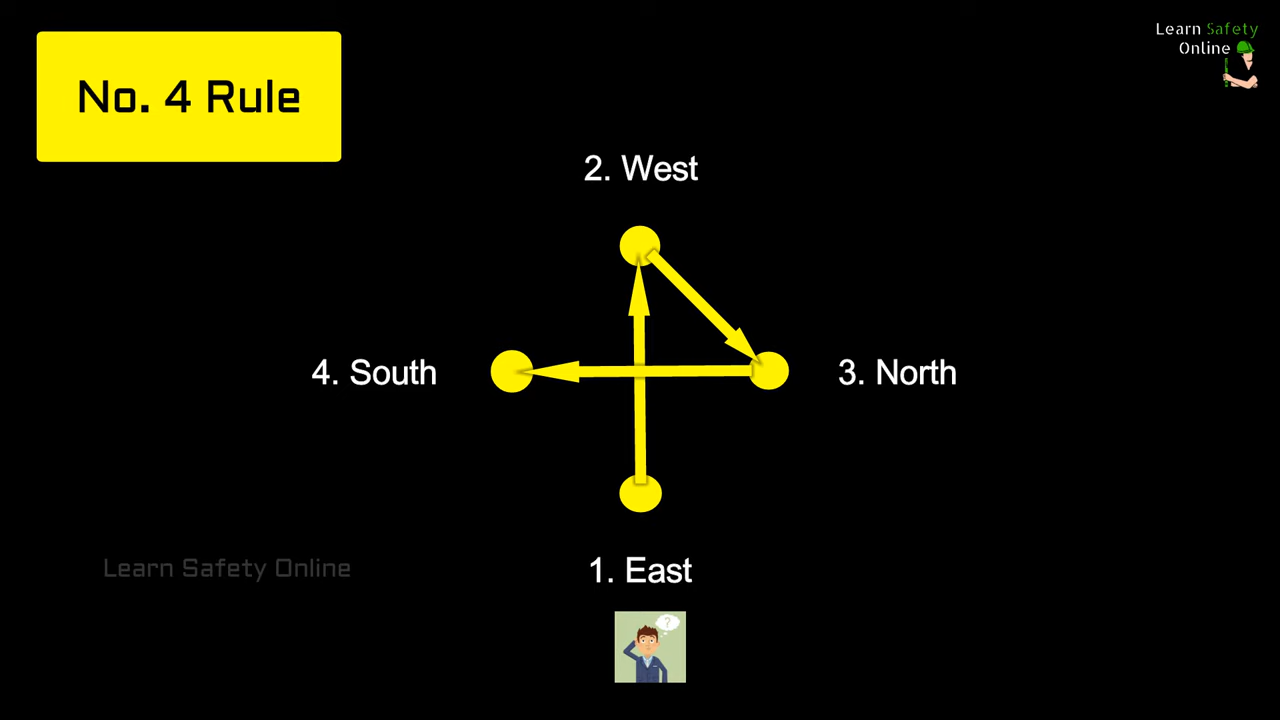 Learn Safety
Online
No. 4 Rule
2. West
4. South
3. North
Learn Safety Online
1. East
?